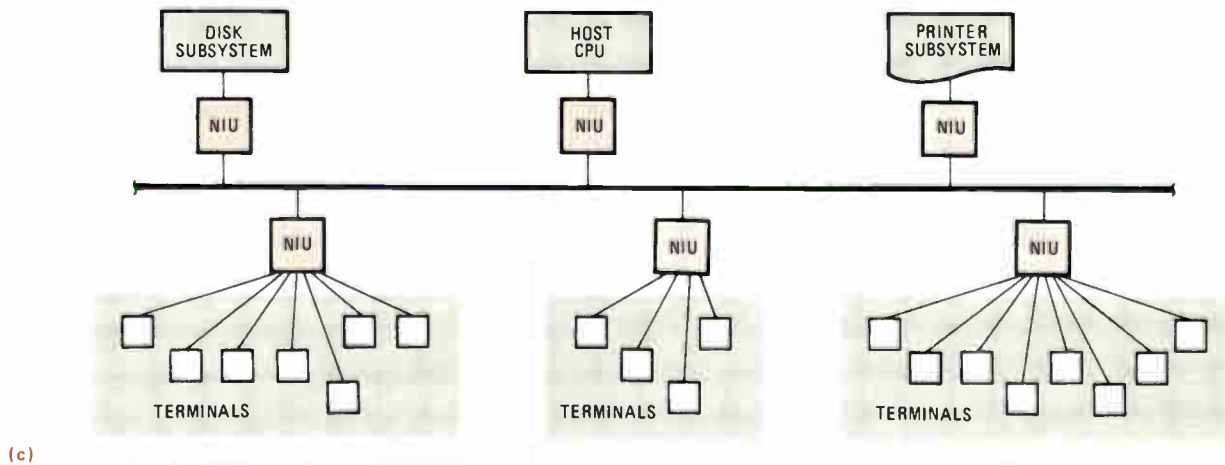 DISK
SUBSYSTEM
HOST
CPU
PRINTER
SUBSYSTEM
NIU
NIU
NIU
NIU
NIU
NIU
TERMINALS
TERMINALS
TERMINALS
(c)